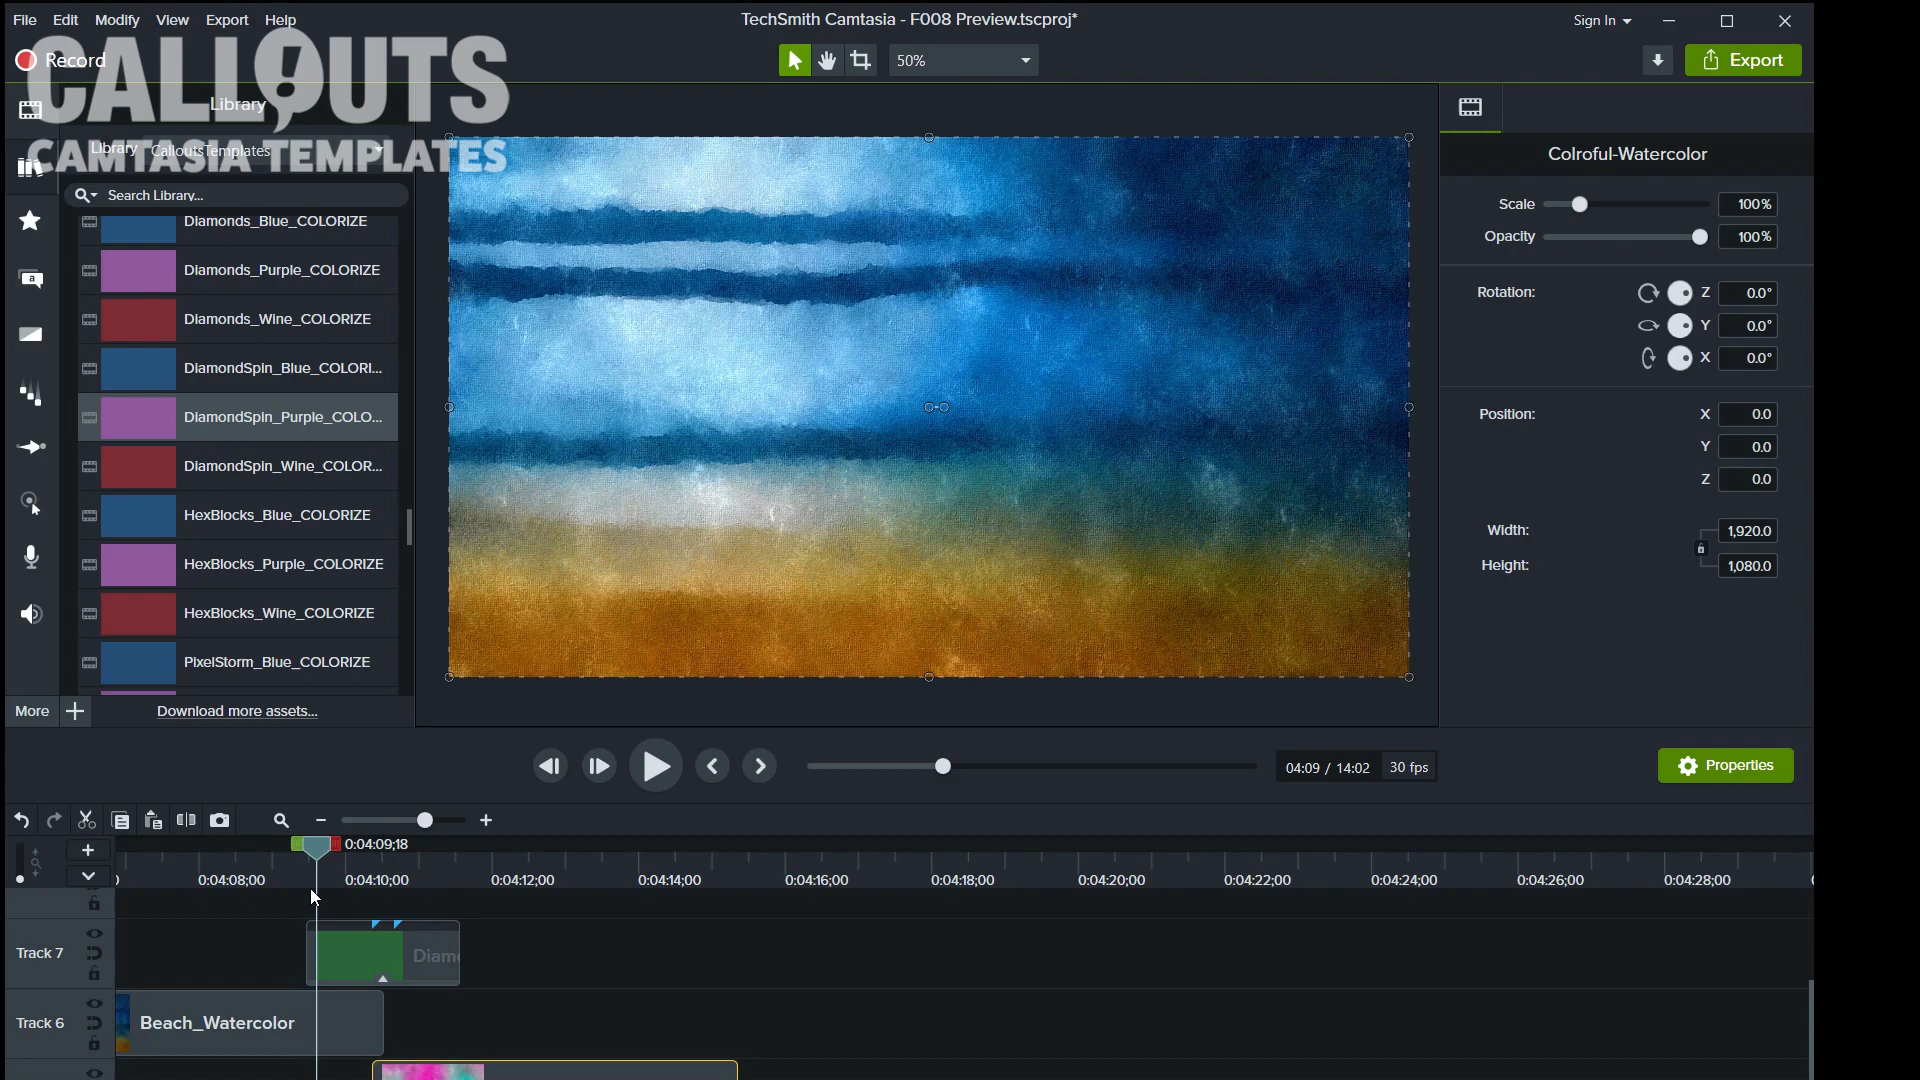 File Edit Modify View Export Help
TechSmith Camtasia - F008 Preview.tscproj*
Sign In
CALLOUTS
CAMTASIA TEMPLATES
Record
50%
Export
Library
Library CalloutsTemplates
Search Library...
Diamonds_Blue_COLORIZE
Diamonds_Purple_COLORIZE
Diamonds_Wine_COLORIZE
DiamondSpin_Blue_COLORI...
DiamondSpin_Purple_COLO...
DiamondSpin_Wine_COLOR...
HexBlocks_Blue_COLORIZE
HexBlocks_Purple_COLORIZE
HexBlocks_Wine_COLORIZE
PixelStorm_Blue_COLORIZE
More
Download more assets...
Colroful-Watercolor
Scale 100%
Opacity 100%
Rotation: Z 0.0°
Y 0.0°
X 0.0°
Position: X 0.0
Y 0.0
Z 0.0
Width: 1,920.0
Height: 1,080.0
04:09 / 14:02 30 fps
Properties
0:04:09;18
0:04:08;00 0:04:10;00 0:04:12;00 0:04:14;00 0:04:16;00 0:04:18;00 0:04:20;00 0:04:22;00 0:04:24;00 0:04:26;00 0:04:28;00
Track 7
Diam
Track 6
Beach_Watercolor